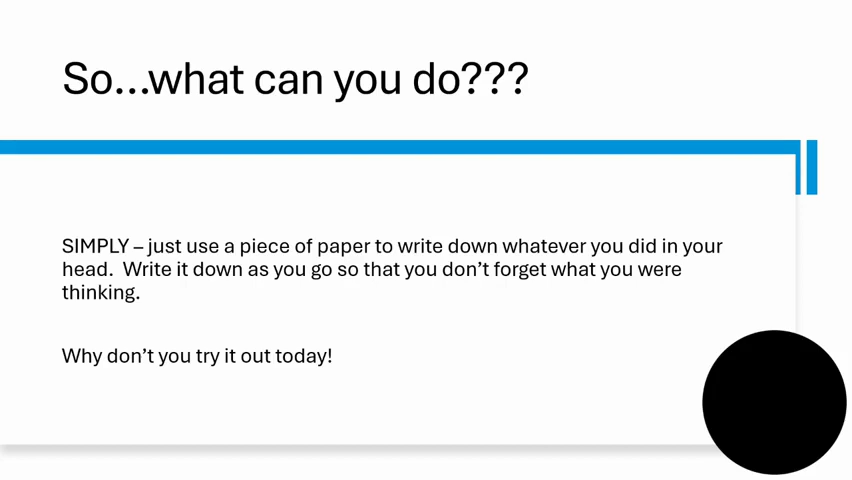 So...what can you do???
SIMPLY – just use a piece of paper to write down whatever you did in your
head.  Write it down as you go so that you don’t forget what you were
thinking.
Why don’t you try it out today!